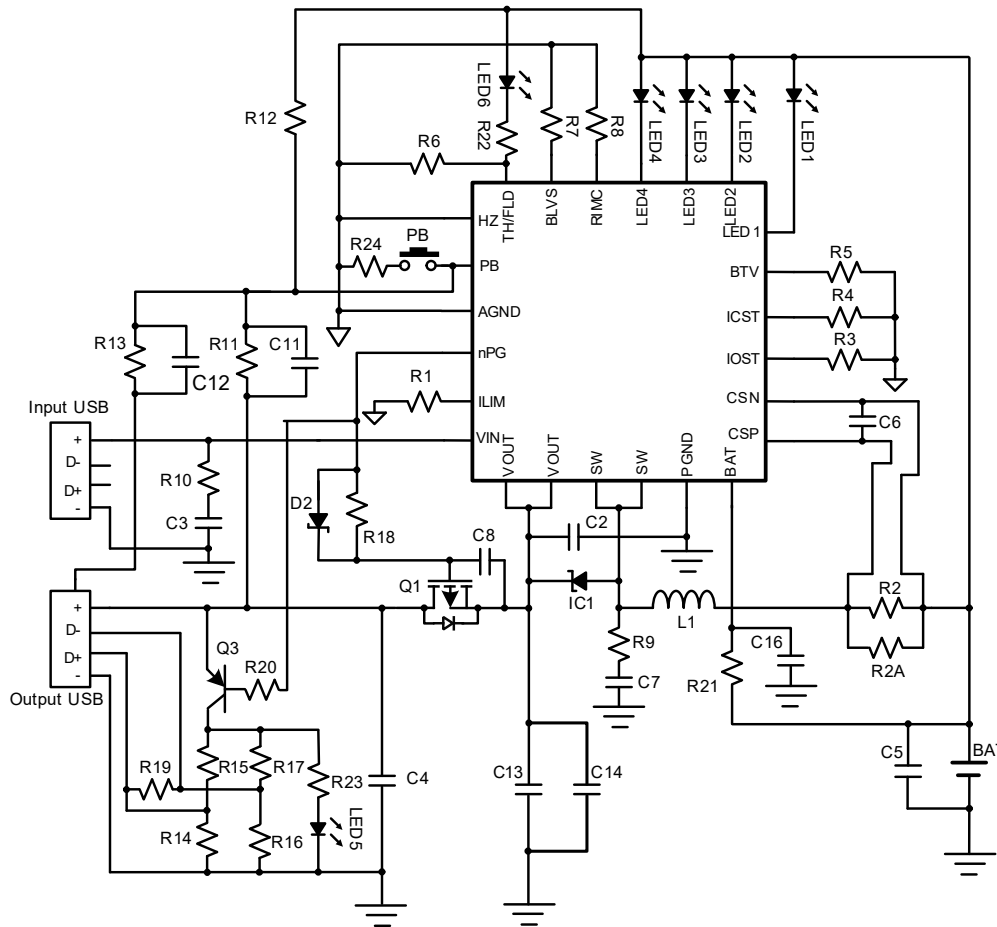 R12
LED6
R22
R7
R8
LED4
LED3
LED2
LED1
R6
TH/FLD
BLVS
RIMC
LED4
LED3
LED2
LED 1
HZ
R24
PB
PB
AGND
nPG
ILIM
VIN
BTV
ICST
IOST
CSN
CSP
R5
R4
R3
C6
R13
C12
R11
C11
R1
Input USB
+
D-
D+
-
R10
C3
VOUT
VOUT
SW
SW
PGND
BAT
D2
R18
C8
C2
Q1
IC1
L1
R2
R2A
R9
C7
R21
C16
+
D-
D+
-
Output USB
Q3
R20
R19
R15
R17
R23
C4
C13
C14
C5
BAT
R14
R16
LED5